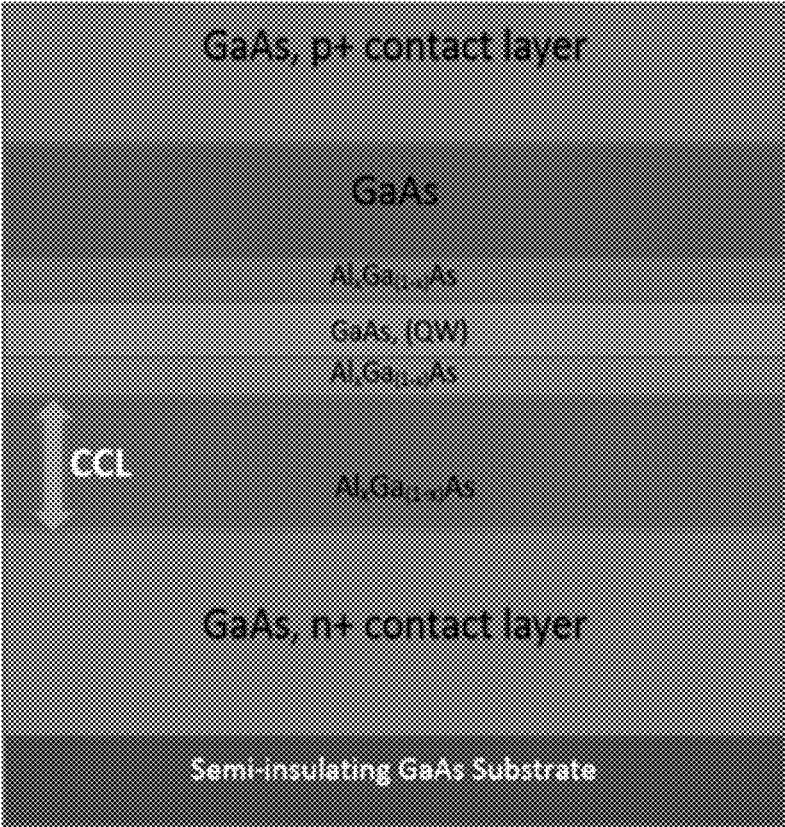 GaAs, p+ contact layer
GaAs
AlₓGa₍₁₋ₓ₎As
GaAs, (QW)
AlₓGa₍₁₋ₓ₎As
CCL
AlₓGa₍₁₋ₓ₎As
GaAs, n+ contact layer
Semi-insulating GaAs Substrate